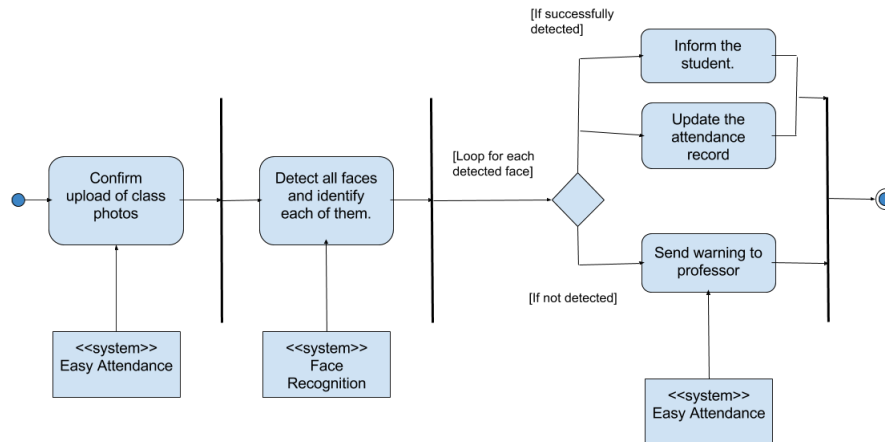 [If successfully
detected]
Inform the
student.
Update the
attendance
record
[Loop for each
detected face]
Confirm
upload of class
photos
Detect all faces
and identify
each of them.
Send warning to
professor
[If not detected]
<<system>>
Easy Attendance
<<system>>
Face
Recognition
<<system>>
Easy Attendance